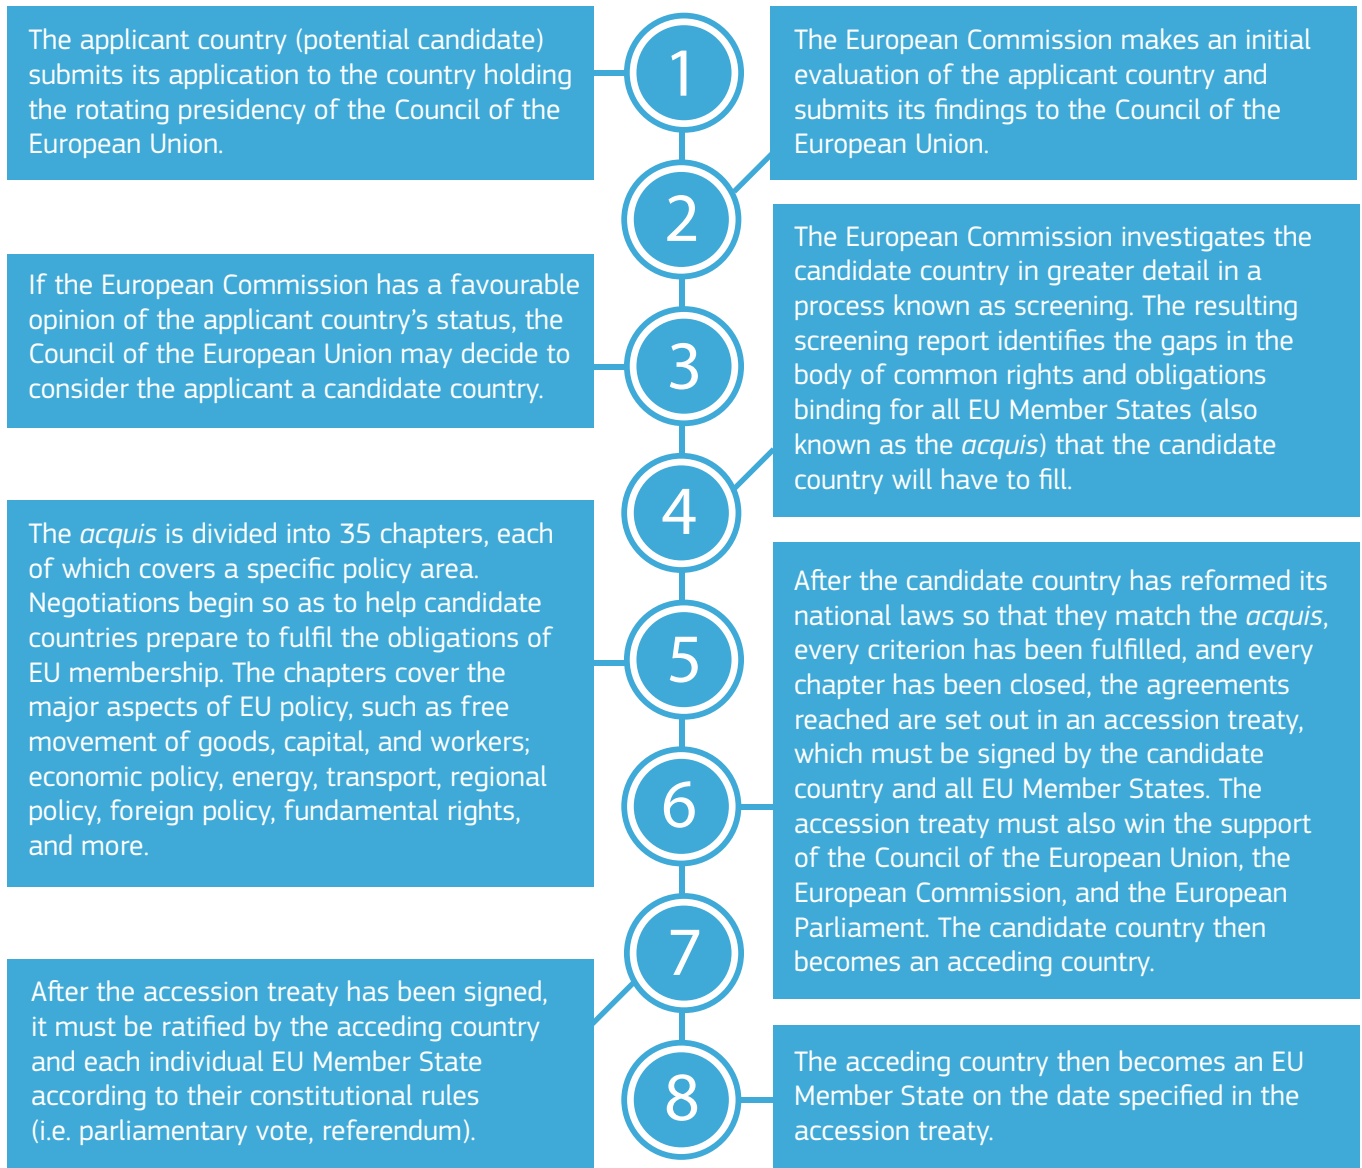 1
The applicant country (potential candidate)
submits its application to the country holding
the rotating presidency of the Council of the
European Union.
2
The European Commission makes an initial
evaluation of the applicant country and
submits its findings to the Council of the
European Union.
3
If the European Commission has a favourable
opinion of the applicant country’s status, the
Council of the European Union may decide to
consider the applicant a candidate country.
4
The European Commission investigates the
candidate country in greater detail in a
process known as screening. The resulting
screening report identifies the gaps in the
body of common rights and obligations
binding for all EU Member States (also
known as the acquis) that the candidate
country will have to fill.
5
The acquis is divided into 35 chapters, each
of which covers a specific policy area.
Negotiations begin so as to help candidate
countries prepare to fulfil the obligations of
EU membership. The chapters cover the
major aspects of EU policy, such as free
movement of goods, capital, and workers;
economic policy, energy, transport, regional
policy, foreign policy, fundamental rights,
and more.
6
After the candidate country has reformed its
national laws so that they match the acquis,
every criterion has been fulfilled, and every
chapter has been closed, the agreements
reached are set out in an accession treaty,
which must be signed by the candidate
country and all EU Member States. The
accession treaty must also win the support
of the Council of the European Union, the
European Commission, and the European
Parliament. The candidate country then
becomes an acceding country.
7
After the accession treaty has been signed,
it must be ratified by the acceding country
and each individual EU Member State
according to their constitutional rules
(i.e. parliamentary vote, referendum).
8
The acceding country then becomes an EU
Member State on the date specified in the
accession treaty.